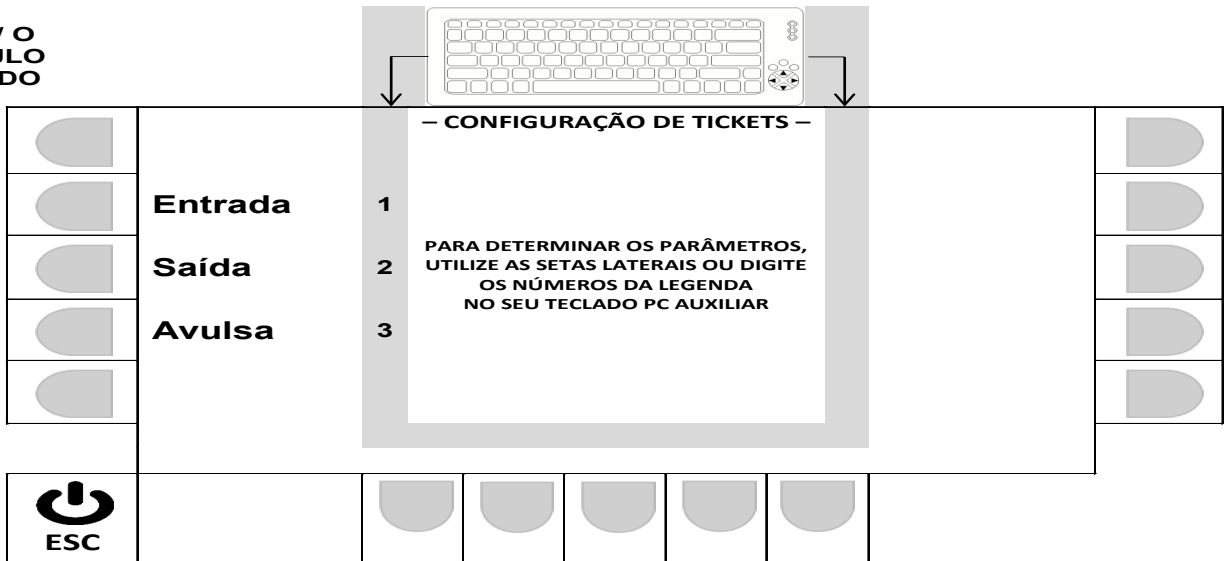 O
– CONFIGURAÇÃO DE TICKETS –
Entrada 1
Saída 2
Avulsa 3
PARA DETERMINAR OS PARÂMETROS,
UTILIZE AS SETAS LATERAIS OU DIGITE
OS NÚMEROS DA LEGENDA
NO SEU TECLADO PC AUXILIAR
ESC